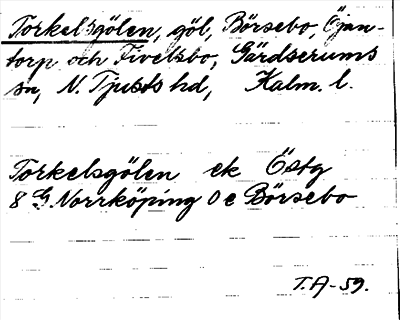 Torkelsgölen, göl, Börsebo, Öjan-
torp och Fivelsbo, Gärdserums
sn, N. Tjusts hd, Kalm. l.
Torkelsgölen ek Östg
8 G Norrköping 0 e Börsebo
T.A-59.